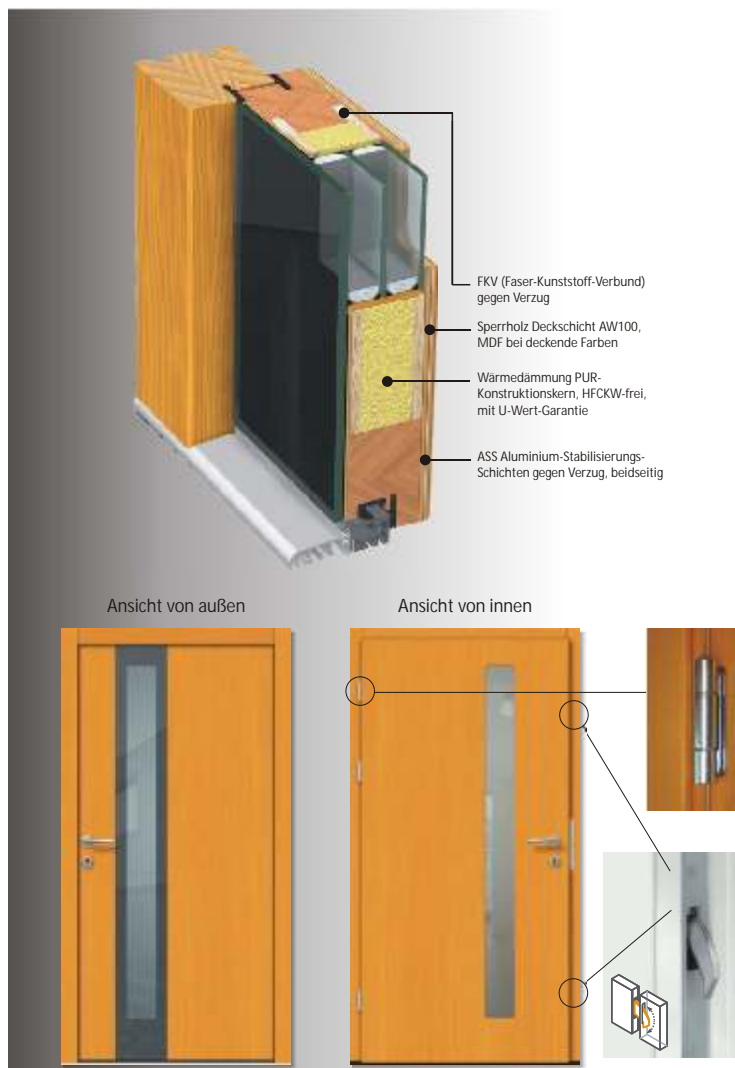 FKV (Faser-Kunststoff-Verbund)
gegen Verzug
Sperrholz Deckschicht AW100,
MDF bei deckende Farben
Wärmedämmung PUR-
Konstruktionskern, HFCKW-frei,
mit U-Wert-Garantie
ASS Aluminium-Stabilisierungs-
Schichten gegen Verzug, beidseitig
Ansicht von außen
Ansicht von innen